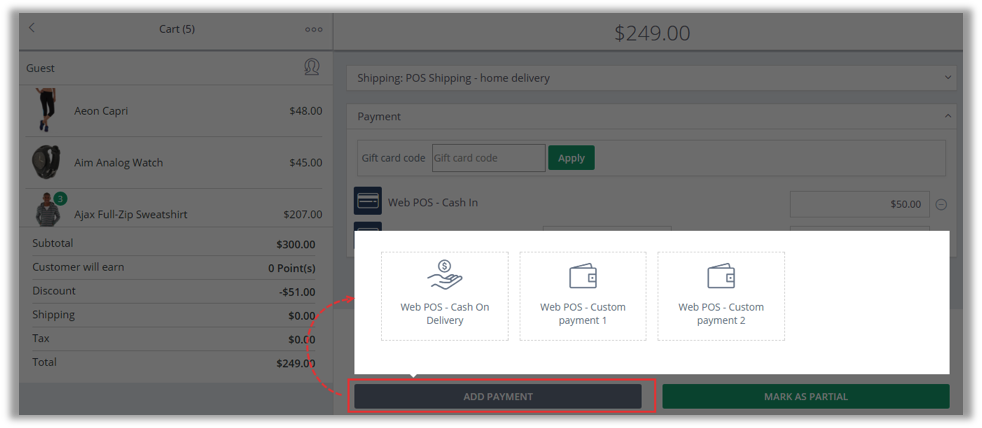 Cart (5)
$249.00
Guest
Aeon Capri $48.00
Aim Analog Watch $45.00
3
Ajax Full-Zip Sweatshirt $207.00
Subtotal $300.00
Customer will earn 0 Point(s)
Discount -$51.00
Shipping $0.00
Tax $0.00
Total $249.00
Shipping: POS Shipping - home delivery
Payment
Gift card code Gift card code Apply
Web POS - Cash In $50.00
Web POS - Cash On
Delivery
Web POS - Custom
payment 1
Web POS - Custom
payment 2
ADD PAYMENT
MARK AS PARTIAL